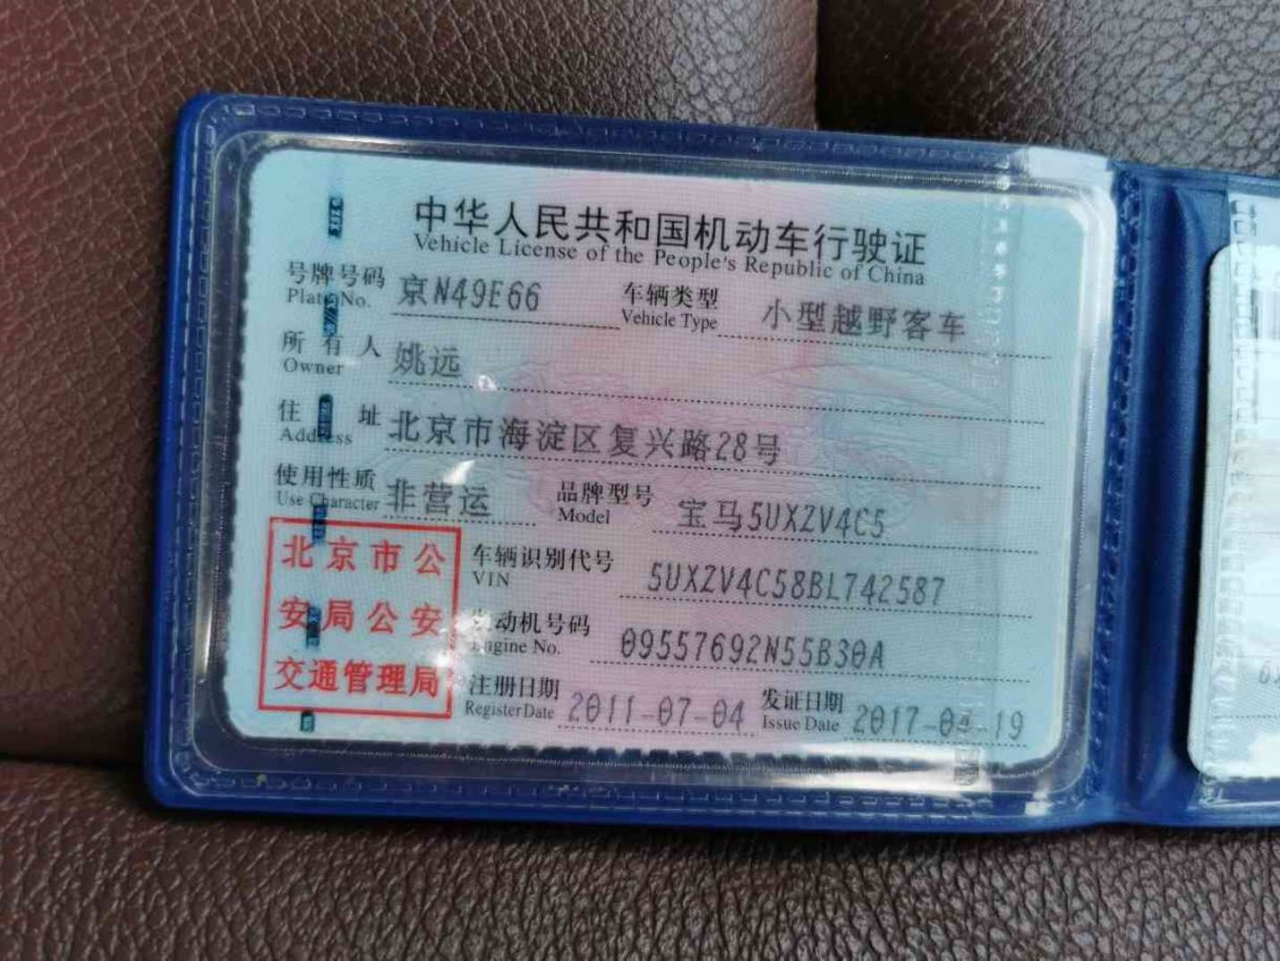 中华人民共和国机动车行驶证
Vehicle License of the People's Republic of China
号牌号码 京N49E66 车辆类型 小型越野客车
Plate No. Vehicle Type
所有人 姚远
Owner
住址 北京市海淀区复兴路28号
Address
使用性质 非营运 品牌型号 宝马5UXZV4C5
Use Character Model
北京市公
安局公安
交通管理局
车辆识别代号 5UXZV4C58BL742587
VIN
发动机号码 09557692N55B30A
Engine No.
注册日期 2011-07-04 发证日期 2017-04-19
Register Date Issue Date